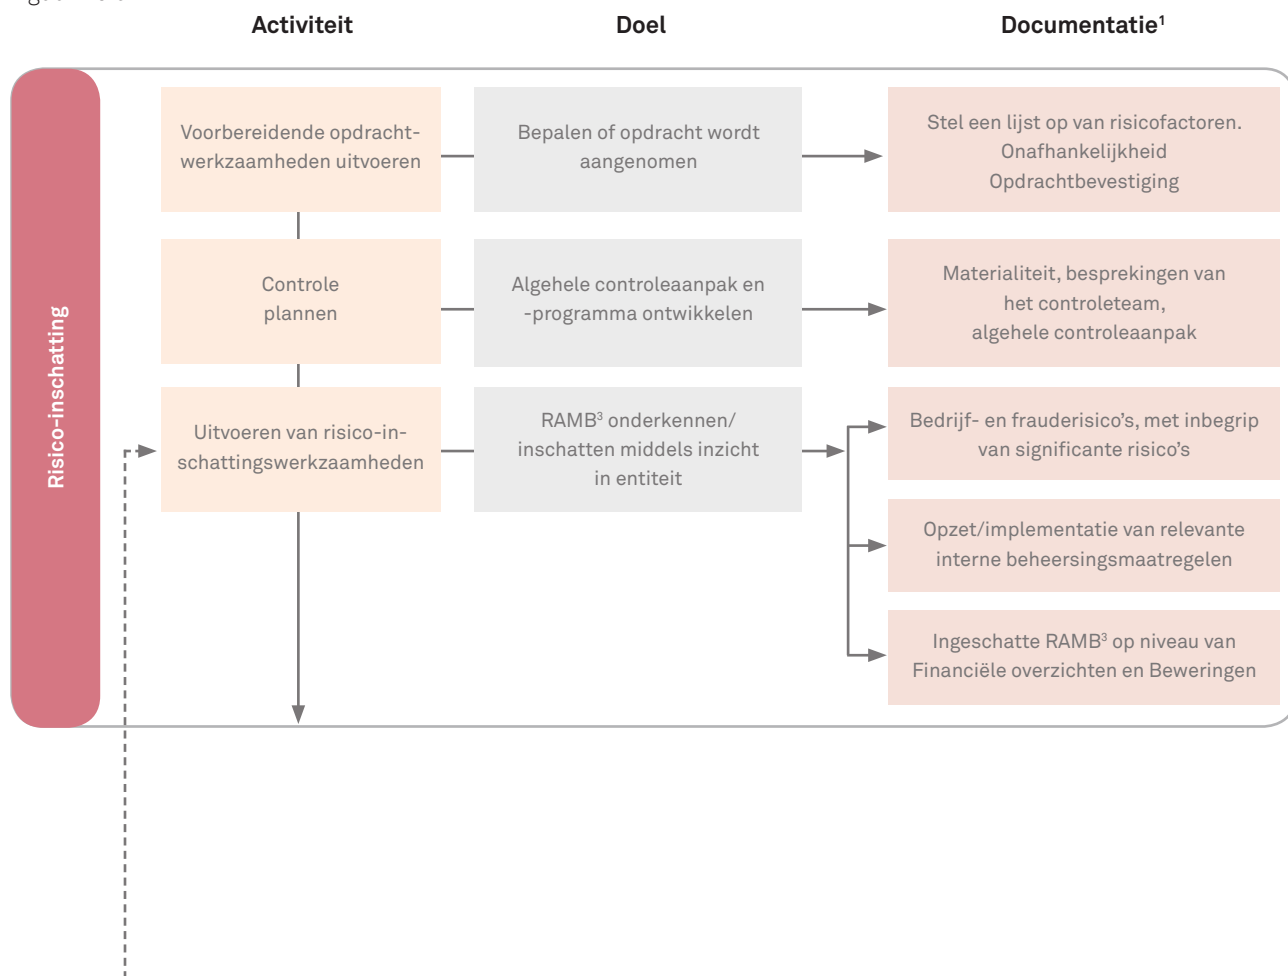 Activiteit
Doel
Documentatie¹
Risico-inschatting
Voorbereidende opdracht-
werkzaamheden uitvoeren
Bepalen of opdracht wordt
aangenomen
Stel een lijst op van risicofactoren.
Onafhankelijkheid
Opdrachtbevestiging
Controle
plannen
Algehele controleaanpak en
-programma ontwikkelen
Materialiteit, besprekingen van
het controleteam,
algehele controleaanpak
Uitvoeren van risico-in-
schattingswerkzaamheden
RAMB³ onderkennen/
inschatten middels inzicht
in entiteit
Bedrijf- en frauderisico’s, met inbegrip
van significante risico’s
Opzet/implementatie van relevante
interne beheersingsmaatregelen
Ingeschatte RAMB³ op niveau van
Financiële overzichten en Beweringen